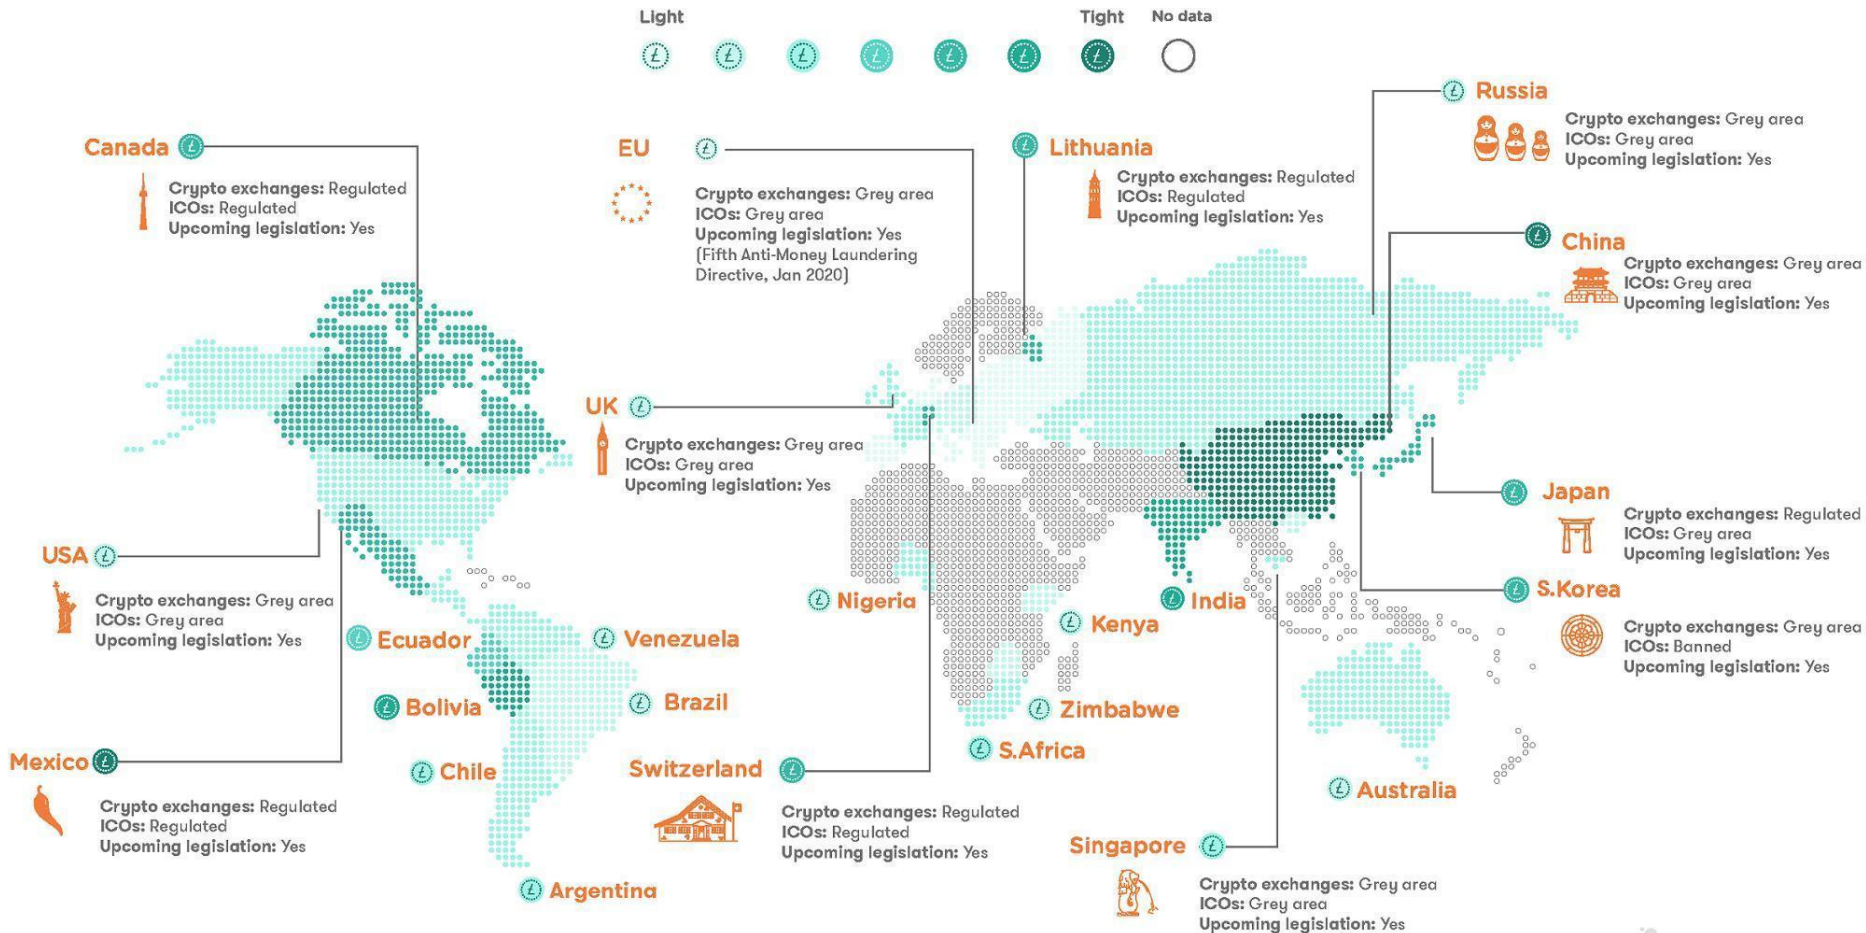 Light
Tight
No data
Canada
Crypto exchanges: Regulated
ICOs: Regulated
Upcoming legislation: Yes
EU
Crypto exchanges: Grey area
ICOs: Grey area
Upcoming legislation: Yes
(Fifth Anti-Money Laundering
Directive, Jan 2020)
Lithuania
Crypto exchanges: Regulated
ICOs: Regulated
Upcoming legislation: Yes
Russia
Crypto exchanges: Grey area
ICOs: Grey area
Upcoming legislation: Yes
China
Crypto exchanges: Grey area
ICOs: Grey area
Upcoming legislation: Yes
UK
Crypto exchanges: Grey area
ICOs: Grey area
Upcoming legislation: Yes
Japan
Crypto exchanges: Regulated
ICOs: Grey area
Upcoming legislation: Yes
USA
Crypto exchanges: Grey area
ICOs: Grey area
Upcoming legislation: Yes
Ecuador
Venezuela
Nigeria
Kenya
India
S.Korea
Crypto exchanges: Grey area
ICOs: Banned
Upcoming legislation: Yes
Bolivia
Brazil
Zimbabwe
Mexico
Crypto exchanges: Regulated
ICOs: Regulated
Upcoming legislation: Yes
Chile
Switzerland
Crypto exchanges: Regulated
ICOs: Regulated
Upcoming legislation: Yes
S.Africa
Australia
Argentina
Singapore
Crypto exchanges: Grey area
ICOs: Grey area
Upcoming legislation: Yes